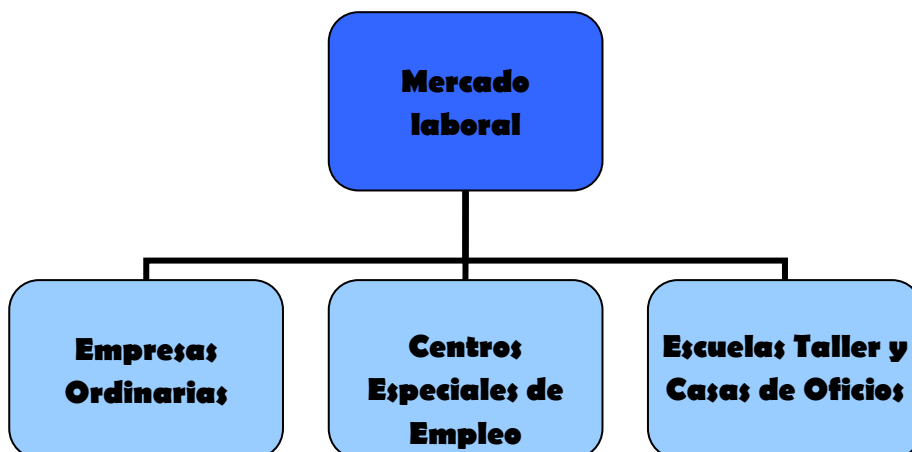 Mercado
laboral
Empresas
Ordinarias
Centros
Especiales de
Empleo
Escuelas Taller y
Casas de Oficios